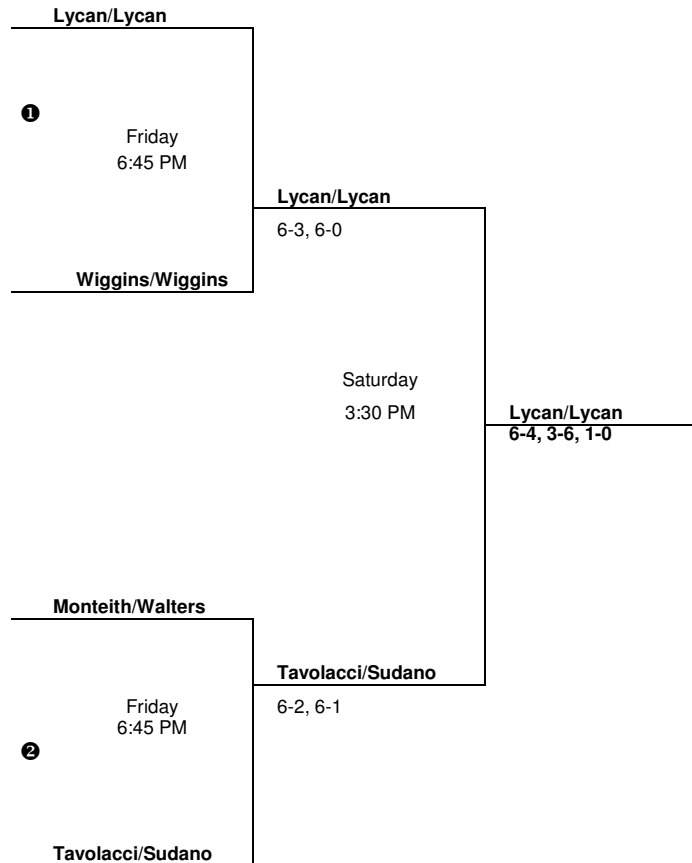 Lycan/Lycan
❶
Friday
6:45 PM
Lycan/Lycan
6-3, 6-0
Wiggins/Wiggins
Saturday
3:30 PM
Lycan/Lycan
6-4, 3-6, 1-0
Monteith/Walters
Tavolacci/Sudano
6-2, 6-1
Friday
6:45 PM
❷
Tavolacci/Sudano